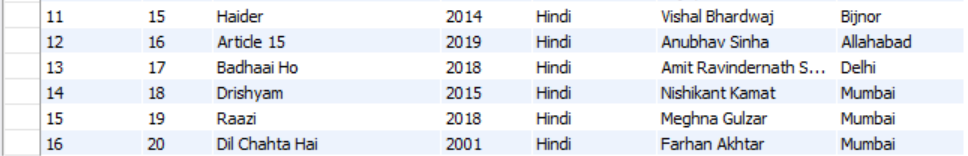 11 15 Haider 2014 Hindi Vishal Bhardwaj Bijnor
12 16 Article 15 2019 Hindi Anubhav Sinha Allahabad
13 17 Badhaai Ho 2018 Hindi Amit Ravindernath S... Delhi
14 18 Drishyam 2015 Hindi Nishikant Kamat Mumbai
15 19 Raazi 2018 Hindi Meghna Gulzar Mumbai
16 20 Dil Chahta Hai 2001 Hindi Farhan Akhtar Mumbai